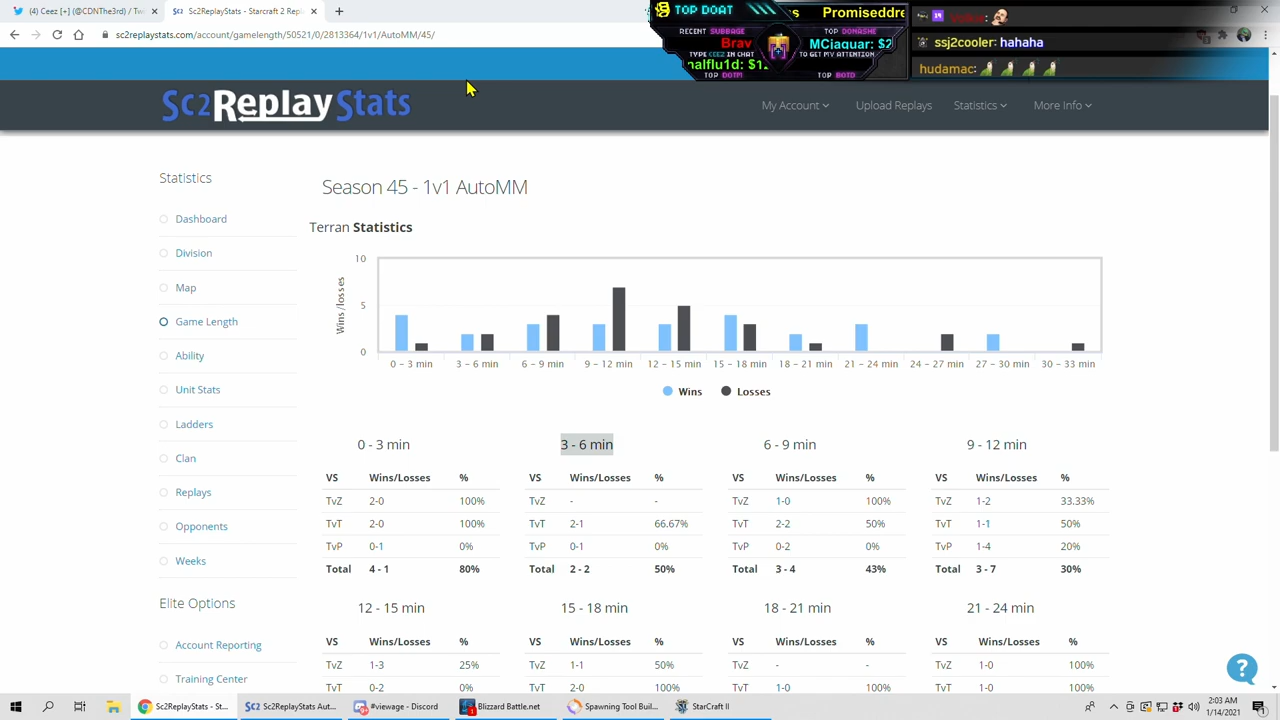 (4) Ceez [+] (@CDNThe3rd) / Tw
Sc2ReplayStats - Starcraft 2 Repl
sc2replaystats.com/account/gamelength/50521/0/2813364/1v1/AutoMM/45/
TOP DOAT
Promiseddre
RECENT SUBBAGE
Brav
TOP DONASHE
MCjaguar: $2
TYPE CEE2 IN CHAT
TO GET MY ATTENTION
nalflu1d: $1
TOP DOTM
TOP BOTD
ssj2cooler: hahaha
hudamac:
Sc2ReplayStats
My Account
Upload Replays
Statistics
More Info
Statistics
Dashboard
Division
Map
Game Length
Ability
Unit Stats
Ladders
Clan
Replays
Opponents
Weeks
Elite Options
Account Reporting
Training Center
Season 45 - 1v1 AutoMM
Terran Statistics
Wins/losses
10
5
0
0 – 3 min 3 – 6 min 6 – 9 min 9 – 12 min 12 – 15 min 15 – 18 min 18 – 21 min 21 – 24 min 24 – 27 min 27 – 30 min 30 – 33 min
Wins Losses
0 - 3 min
VS Wins/Losses %
TvZ 2-0 100%
TvT 2-0 100%
TvP 0-1 0%
Total 4 - 1 80%
3 - 6 min
VS Wins/Losses %
TvZ - -
TvT 2-1 66.67%
TvP 0-1 0%
Total 2 - 2 50%
6 - 9 min
VS Wins/Losses %
TvZ 1-0 100%
TvT 2-2 50%
TvP 0-2 0%
Total 3 - 4 43%
9 - 12 min
VS Wins/Losses %
TvZ 1-2 33.33%
TvT 1-1 50%
TvP 1-4 20%
Total 3 - 7 30%
12 - 15 min
VS Wins/Losses %
TvZ 1-3 25%
TvT 0-2 0%
15 - 18 min
VS Wins/Losses %
TvZ 1-1 50%
TvT 2-0 100%
18 - 21 min
VS Wins/Losses %
TvZ - -
TvT 1-0 100%
21 - 24 min
VS Wins/Losses %
TvZ 1-0 100%
TvT 1-0 100%
?
Sc2ReplayStats - St...
SC2 Sc2ReplayStats Aut...
#viewage - Discord
Blizzard Battle.net
Spawning Tool Buil...
StarCraft II
2:03 AM
1/14/2021